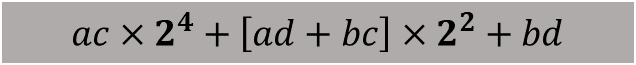 ac × 2⁴ + [ad + bc] × 2² + bd